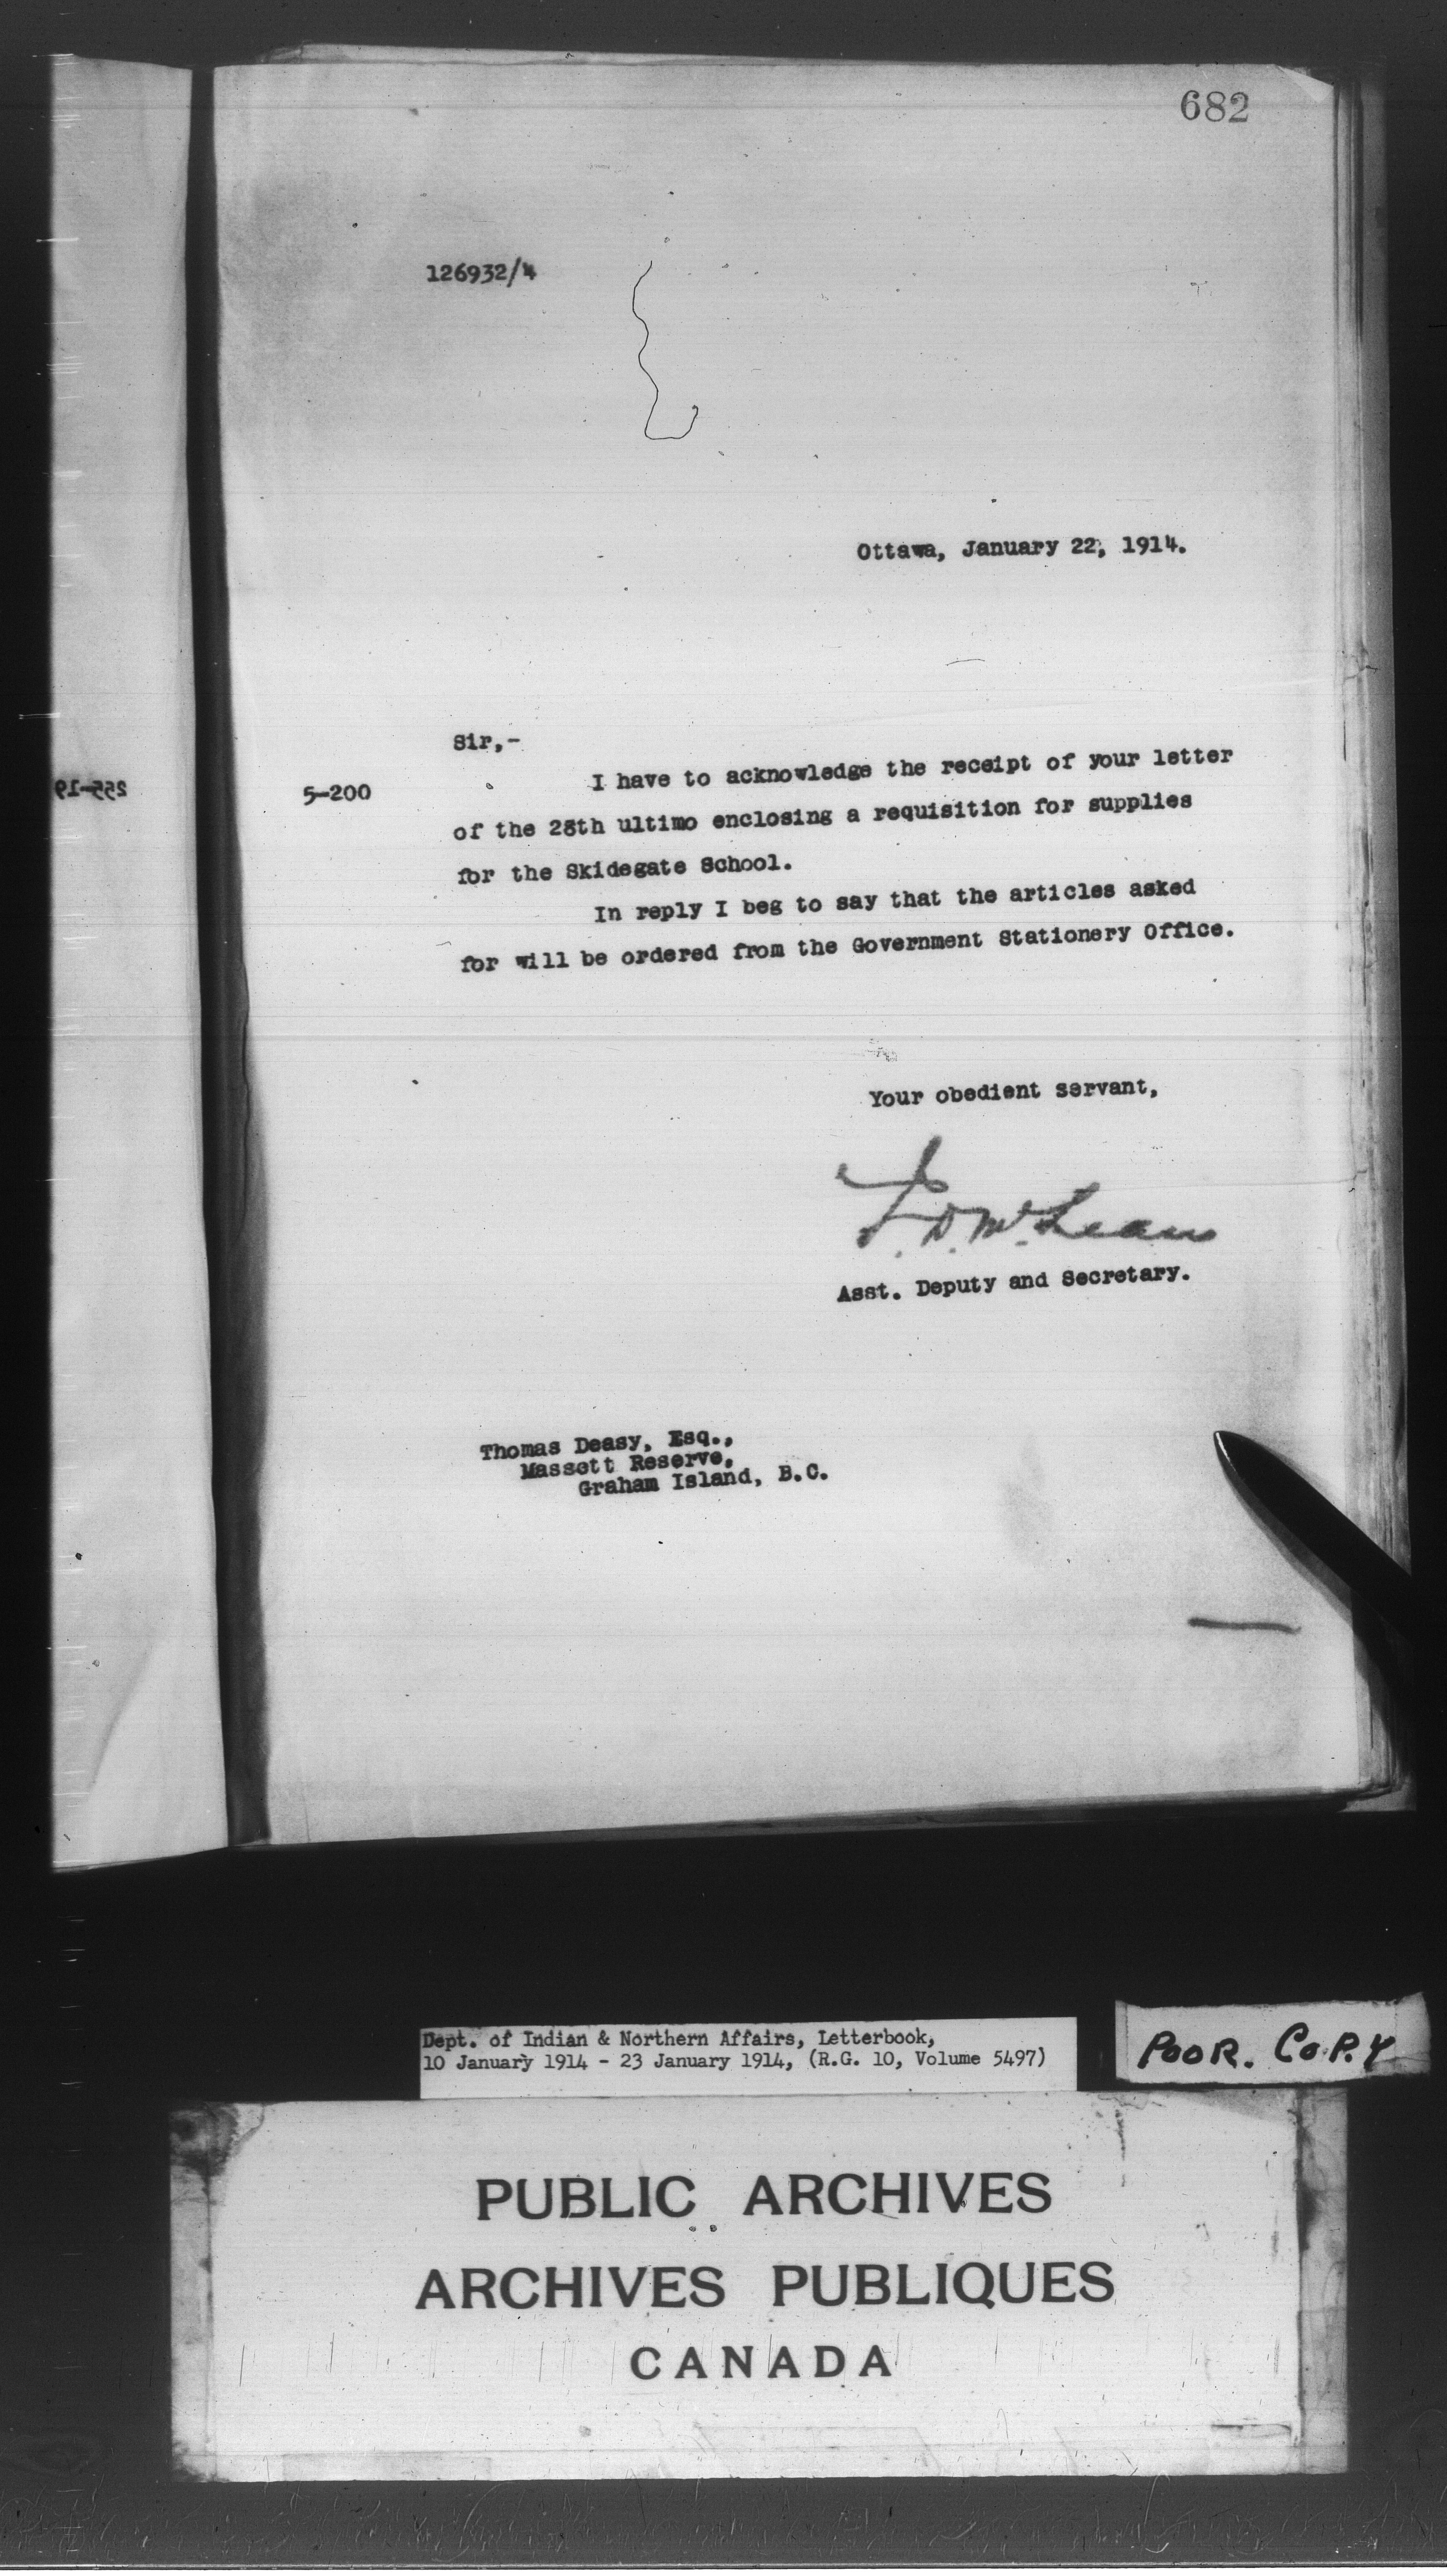 682
126932/4
Ottawa, January 22, 1914.
Sir,-
255-19
5-200
I have to acknowledge the receipt of your letter
of the 28th ultimo enclosing a requisition for supplies
for the Skidegate School.
In reply I beg to say that the articles asked
for will be ordered from the Government Stationery Office.
Your obedient servant,
J. D. McLean
Asst. Deputy and Secretary.
Thomas Deasy, Esq.,
Massett Reserve,
Graham Island, B.C.
Dept. of Indian & Northern Affairs, Letterbook,
10 January 1914 - 23 January 1914, (R.G. 10, Volume 5497)
POOR. COPY
PUBLIC ARCHIVES
ARCHIVES PUBLIQUES
CANADA